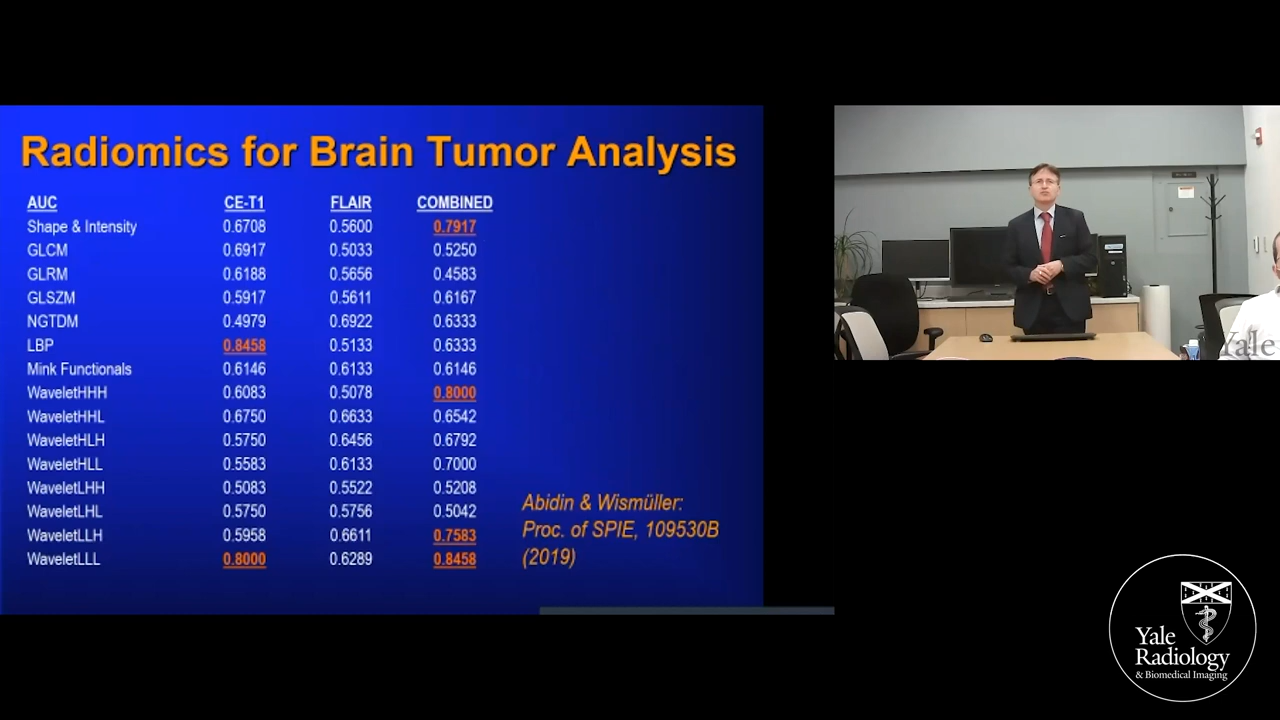 Radiomics for Brain Tumor Analysis
AUC CE-T1 FLAIR COMBINED
Shape & Intensity 0.6708 0.5600 0.7917
GLCM 0.6917 0.5033 0.5250
GLRM 0.6188 0.5656 0.4583
GLSZM 0.5917 0.5611 0.6167
NGTDM 0.4979 0.6922 0.6333
LBP 0.8458 0.5133 0.6333
Mink Functionals 0.6146 0.6133 0.6146
WaveletHHH 0.6083 0.5078 0.8000
WaveletHHL 0.6750 0.6633 0.6542
WaveletHLH 0.5750 0.6456 0.6792
WaveletHLL 0.5583 0.6133 0.7000
WaveletLHH 0.5083 0.5522 0.5208
WaveletLHL 0.5750 0.5756 0.5042
WaveletLLH 0.5958 0.6611 0.7583
WaveletLLL 0.8000 0.6289 0.8458
Abidin & Wismüller:
Proc. of SPIE, 109530B
(2019)
Yale
Yale
Radiology
& Biomedical Imaging